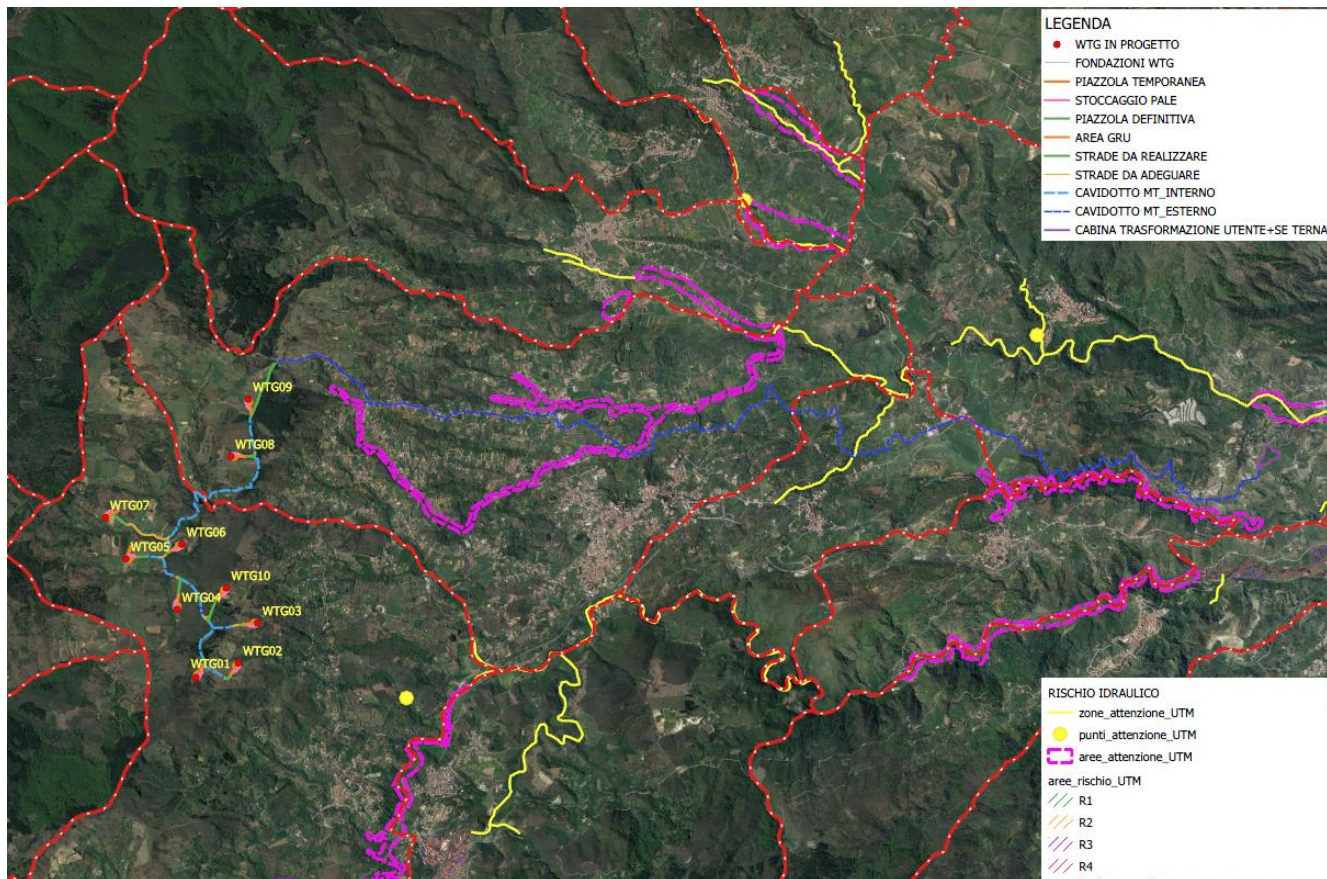 LEGENDA
WTG IN PROGETTO
FONDAZIONI WTG
PIAZZOLA TEMPORANEA
STOCCAGGIO PALE
PIAZZOLA DEFINITIVA
AREA GRU
STRADE DA REALIZZARE
STRADE DA ADEGUARE
CAVIDOTTO MT_INTERNO
CAVIDOTTO MT_ESTERNO
CABINA TRASFORMAZIONE UTENTE+SE TERNA
WTG09
WTG08
WTG07
WTG06
WTG05
WTG10
WTG04
WTG03
WTG02
WTG01
RISCHIO IDRAULICO
zone_attenzione_UTM
punti_attenzione_UTM
aree_attenzione_UTM
aree_rischio_UTM
R1
R2
R3
R4